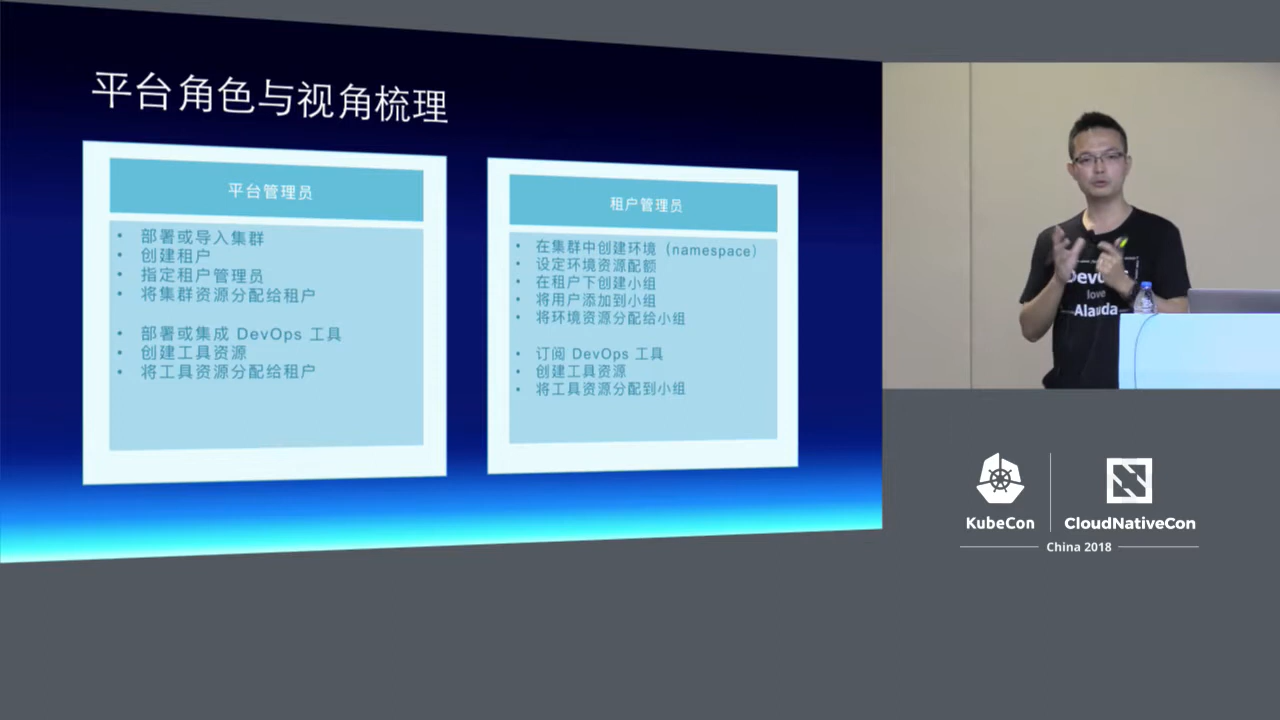 平台角色与视角梳理
平台管理员
• 部署或导入集群
• 创建租户
• 指定租户管理员
• 将集群资源分配给租户
• 部署或集成 DevOps 工具
• 创建工具资源
• 将工具资源分配给租户
租户管理员
• 在集群中创建环境（namespace）
• 设定环境资源配额
• 在租户下创建小组
• 将用户添加到小组
• 将环境资源分配给小组
• 订阅 DevOps 工具
• 创建工具资源
• 将工具资源分配到小组
love
Alauda
KubeCon
CloudNativeCon
China 2018